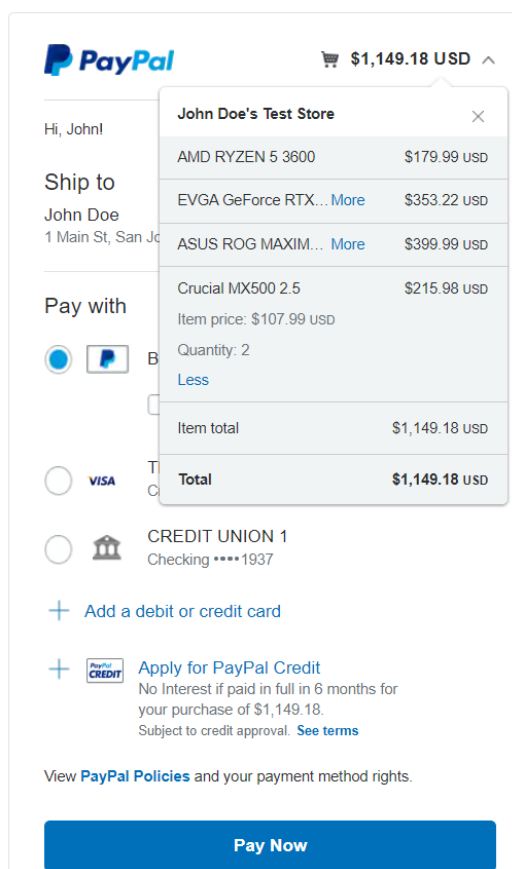 PayPal
$1,149.18 USD
John Doe's Test Store
AMD RYZEN 5 3600 $179.99 USD
EVGA GeForce RTX... More $353.22 USD
ASUS ROG MAXIM... More $399.99 USD
Crucial MX500 2.5 $215.98 USD
Item price: $107.99 USD
Quantity: 2
Less
Item total $1,149.18 USD
Total $1,149.18 USD
Hi, John!
Ship to
John Doe
1 Main St, San
Pay with
VISA
CREDIT UNION 1
Checking ••••1937
Add a debit or credit card
PayPal
CREDIT
Apply for PayPal Credit
No Interest if paid in full in 6 months for
your purchase of $1,149.18.
Subject to credit approval. See terms
View PayPal Policies and your payment method rights.
Pay Now